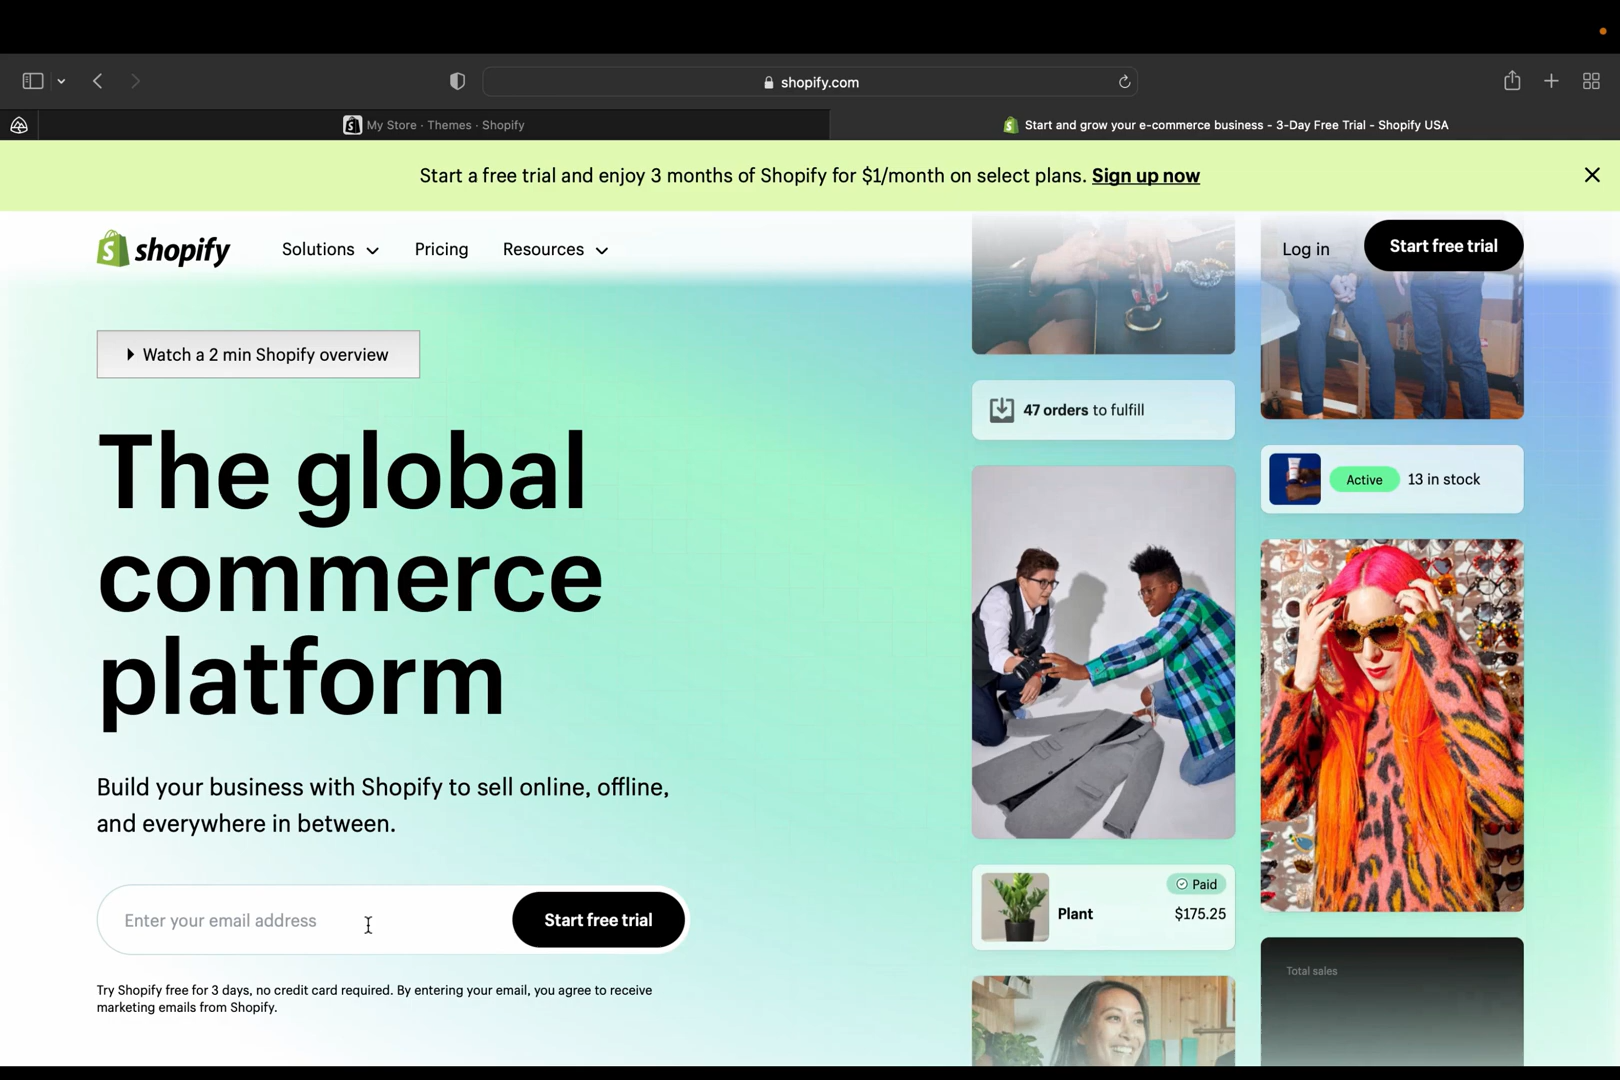 shopify.com
My Store · Themes · Shopify
Start and grow your e-commerce business - 3-Day Free Trial - Shopify USA
Start a free trial and enjoy 3 months of Shopify for $1/month on select plans. Sign up now
shopify
Solutions
Pricing
Resources
Log in
Start free trial
Watch a 2 min Shopify overview
The global
commerce
platform
Build your business with Shopify to sell online, offline,
and everywhere in between.
Enter your email address
Start free trial
Try Shopify free for 3 days, no credit card required. By entering your email, you agree to receive
marketing emails from Shopify.
47 orders to fulfill
Active
13 in stock
Paid
Plant
$175.25
Total sales